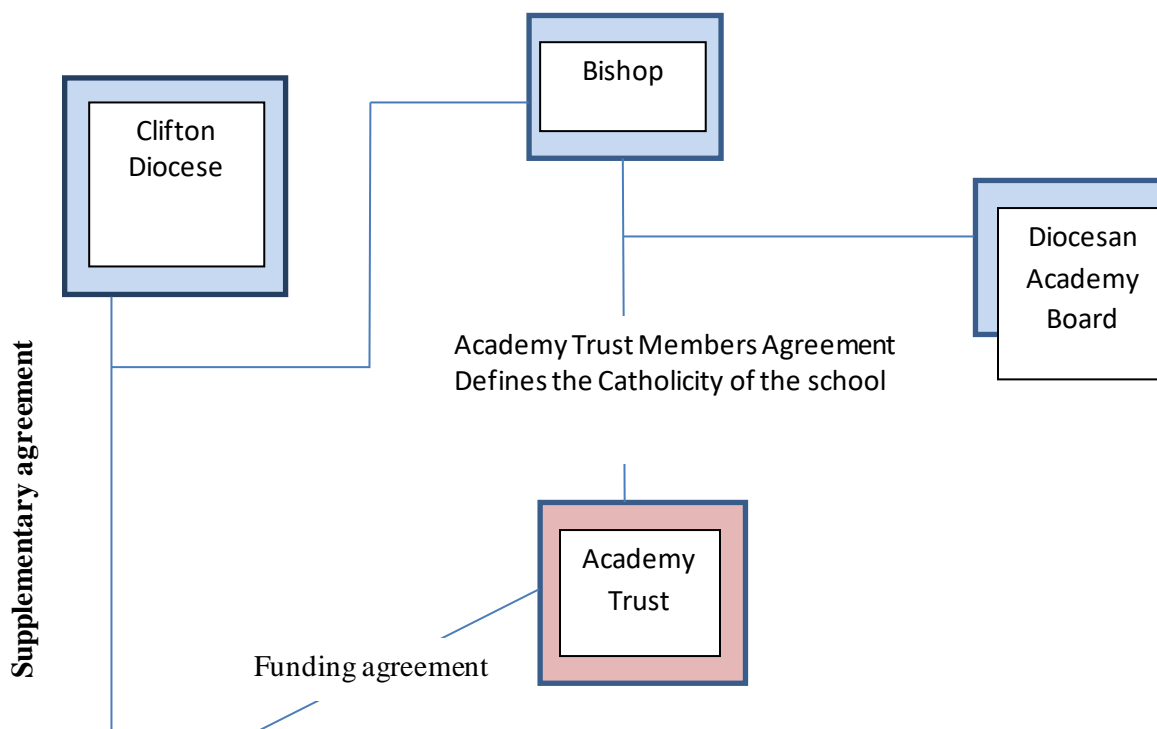 Bishop
Clifton
Diocese
Diocesan
Academy
Board
Academy Trust Members Agreement
Defines the Catholicity of the school
Supplementary agreement
Academy
Trust
Funding agreement